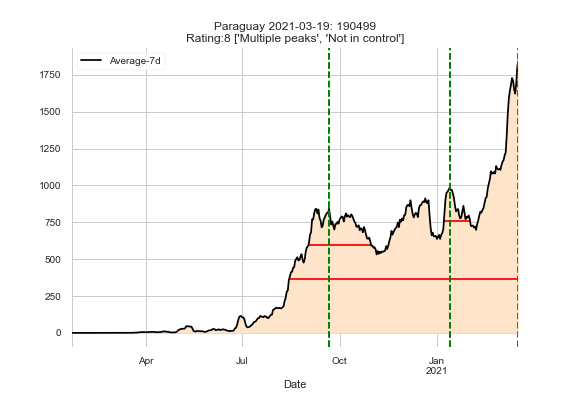 Paraguay 2021-03-19: 190499
Rating:8 ['Multiple peaks', 'Not in control']
Average-7d
1750
1500
1250
1000
750
500
250
0
Apr
Jul
Oct
Jan
2021
Date